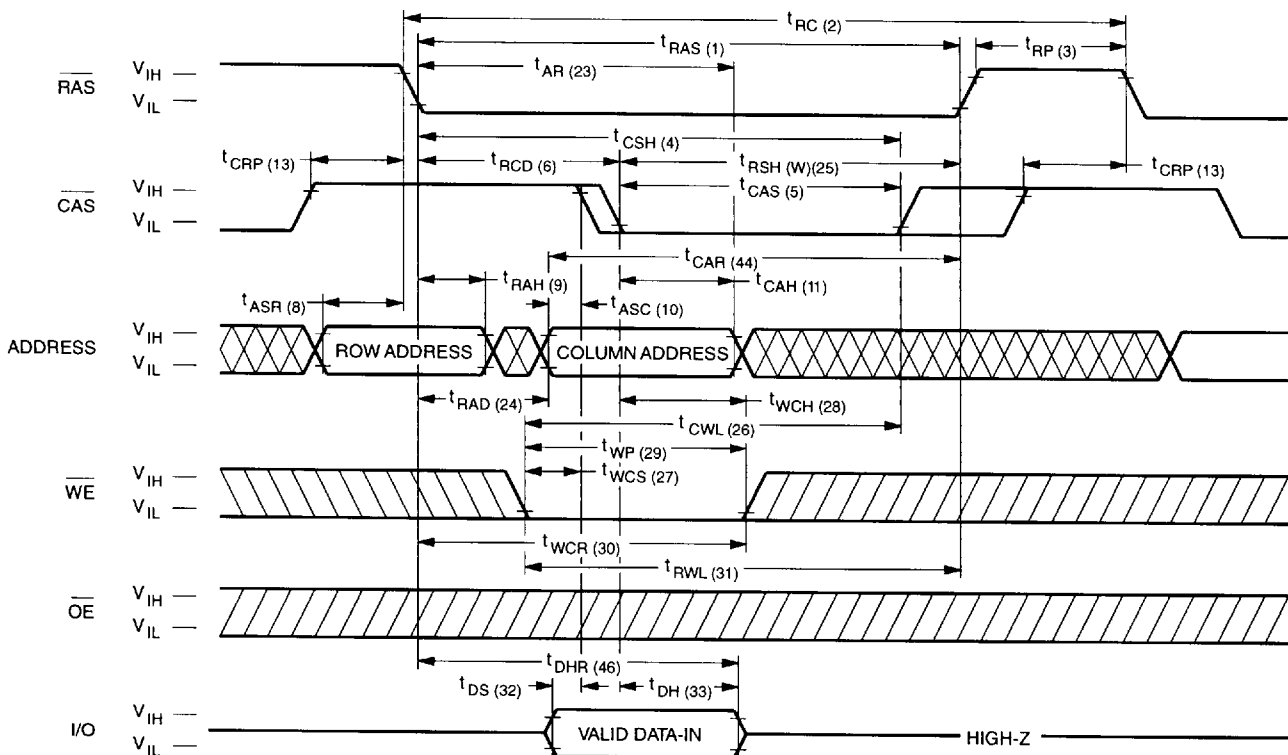 tRC (2)
tRAS (1)
tRP (3)
tAR (23)
RAS
VIH
VIL
tCSH (4)
tCRP (13)
tRCD (6)
tRSH (W)(25)
tCRP (13)
CAS
VIH
VIL
tCAS (5)
tCAR (44)
tRAH (9)
tCAH (11)
tASR (8)
tASC (10)
ADDRESS
VIH
VIL
ROW ADDRESS
COLUMN ADDRESS
tRAD (24)
tWCH (28)
tCWL (26)
tWP (29)
tWCS (27)
WE
VIH
VIL
tWCR (30)
tRWL (31)
OE
VIH
VIL
tDHR (46)
tDS (32)
tDH (33)
I/O
VIH
VIL
VALID DATA-IN
HIGH-Z